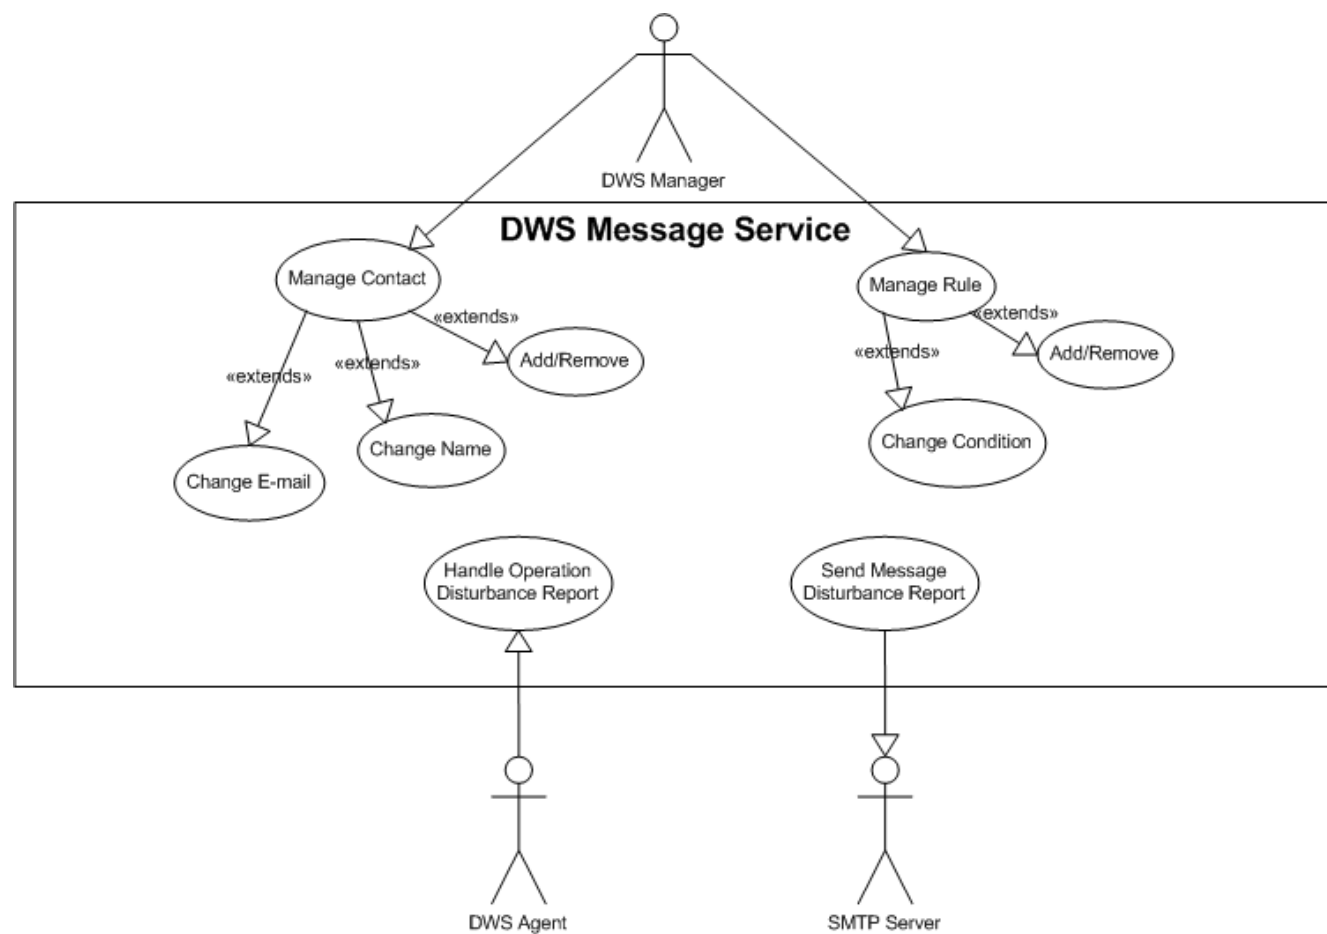 DWS Manager
DWS Message Service
Manage Contact
Manage Rule
«extends»
«extends»
«extends»
«extends»
«extends»
Add/Remove
Add/Remove
Change Name
Change Condition
Change E-mail
Handle Operation
Disturbance Report
Send Message
Disturbance Report
DWS Agent
SMTP Server